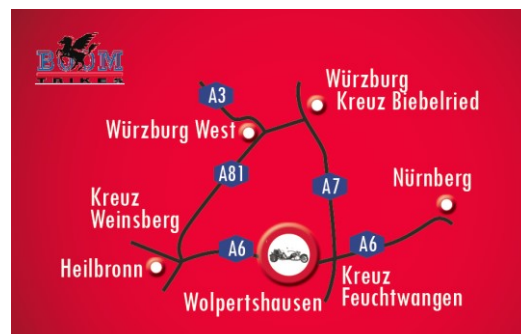 BOOM
TRIKES
A3
Würzburg
Kreuz Biebelried
Würzburg West
A81
A7
Nürnberg
Kreuz
Weinsberg
A6
A6
Heilbronn
Wolpertshausen
Kreuz
Feuchtwangen